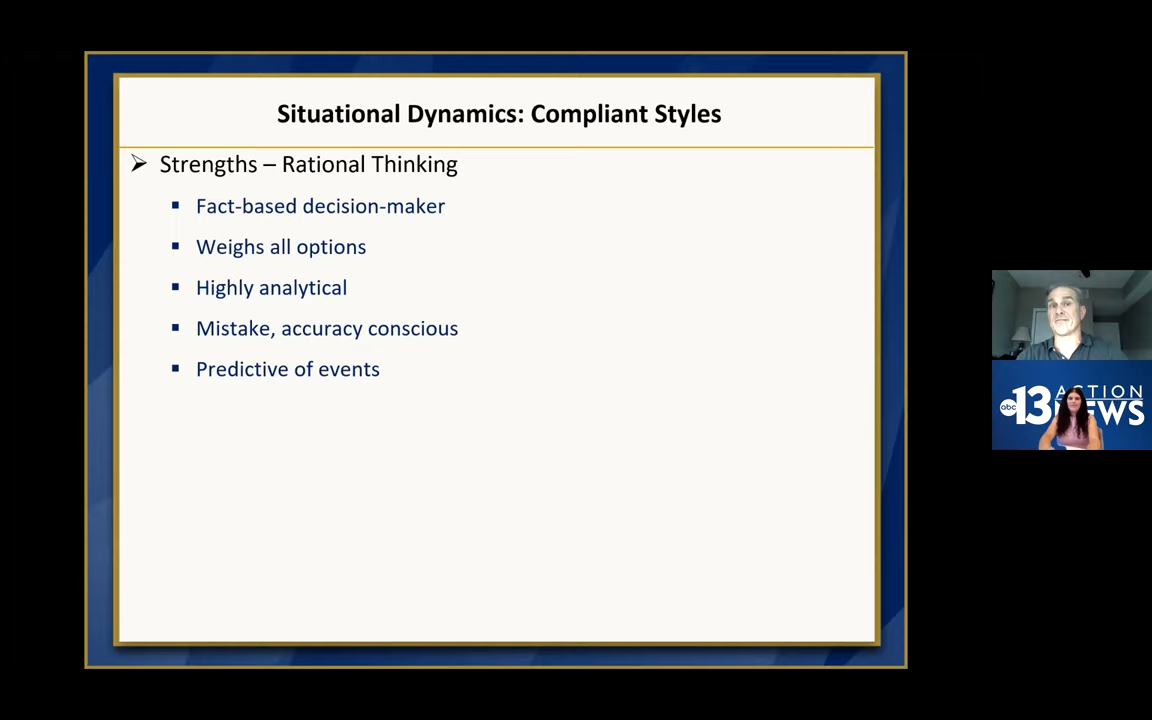 Situational Dynamics: Compliant Styles
Strengths – Rational Thinking
Fact-based decision-maker
Weighs all options
Highly analytical
Mistake, accuracy conscious
Predictive of events
abc 13 ACTION
NEWS